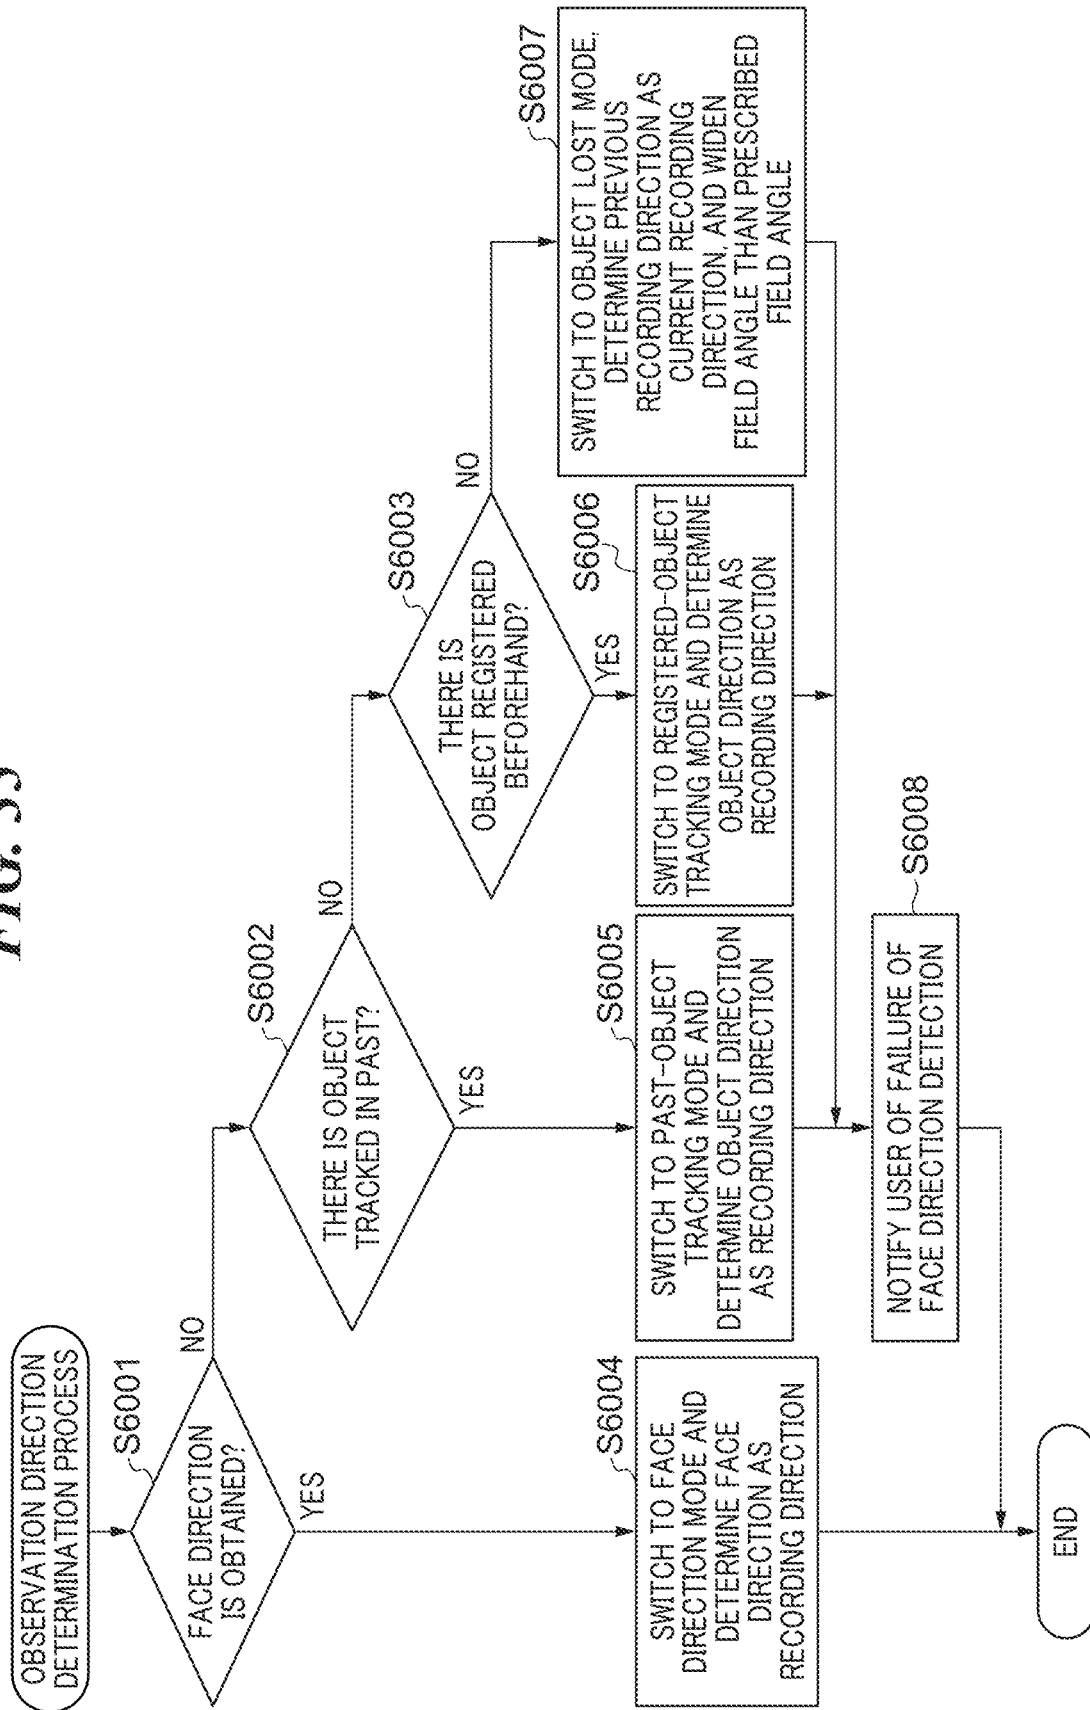 OBSERVATION DIRECTION
DETERMINATION PROCESS
S6001
FACE DIRECTION
IS OBTAINED?
NO
YES
S6002
THERE IS OBJECT
TRACKED IN PAST?
NO
YES
S6003
THERE IS
OBJECT REGISTERED
BEFOREHAND?
NO
YES
S6004
SWITCH TO FACE
DIRECTION MODE AND
DETERMINE FACE
DIRECTION AS
RECORDING DIRECTION
S6005
SWITCH TO PAST-OBJECT
TRACKING MODE AND
DETERMINE OBJECT DIRECTION
AS RECORDING DIRECTION
S6006
SWITCH TO REGISTERED-OBJECT
TRACKING MODE AND DETERMINE
OBJECT DIRECTION AS
RECORDING DIRECTION
S6007
SWITCH TO OBJECT LOST MODE,
DETERMINE PREVIOUS
RECORDING DIRECTION AS
CURRENT RECORDING
DIRECTION, AND WIDEN
FIELD ANGLE THAN PRESCRIBED
FIELD ANGLE
S6008
NOTIFY USER OF FAILURE OF
FACE DIRECTION DETECTION
END